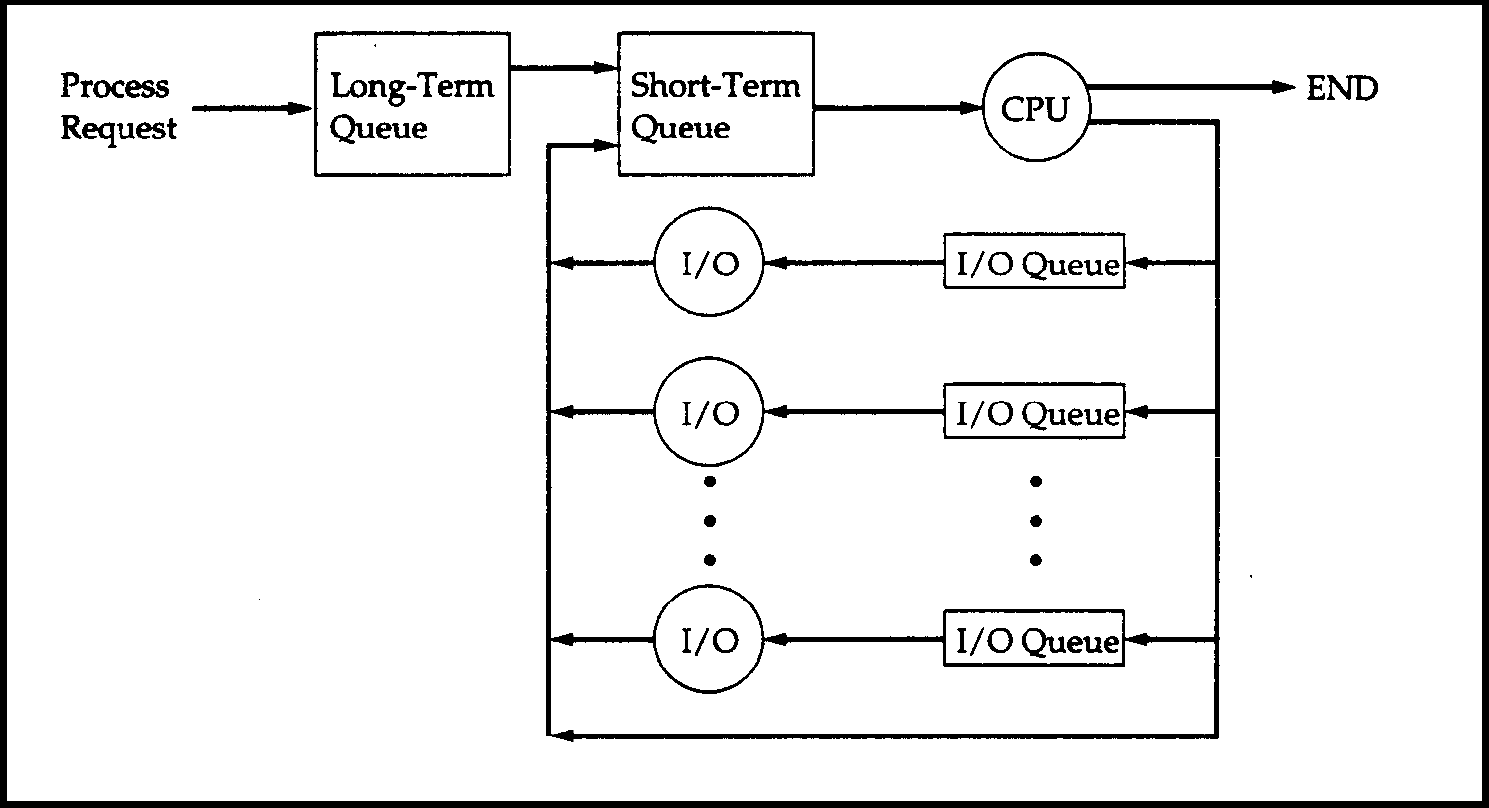 Process
Request
Long-Term
Queue
Short-Term
Queue
CPU
END
I/O
I/O Queue
I/O
I/O Queue
I/O
I/O Queue